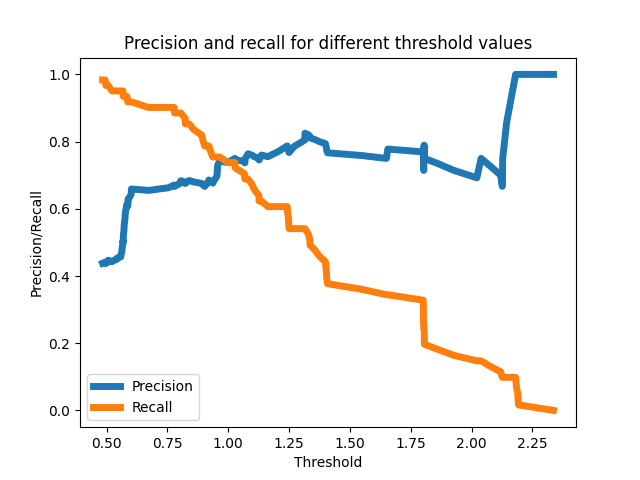 Precision and recall for different threshold values
Precision/Recall
1.0
0.8
0.6
0.4
0.2
0.0
Precision
Recall
0.50 0.75 1.00 1.25 1.50 1.75 2.00 2.25
Threshold